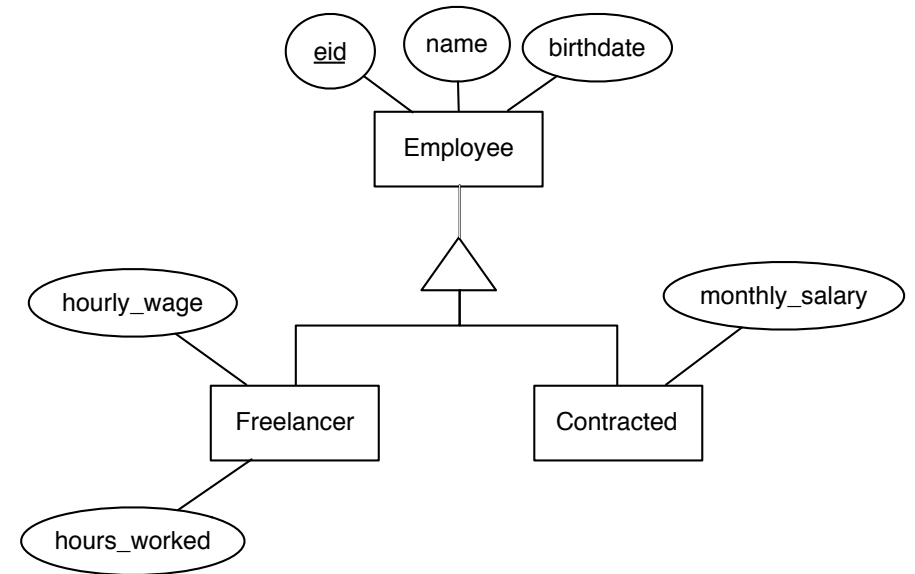 eid
name
birthdate
Employee
hourly_wage
monthly_salary
Freelancer
Contracted
hours_worked